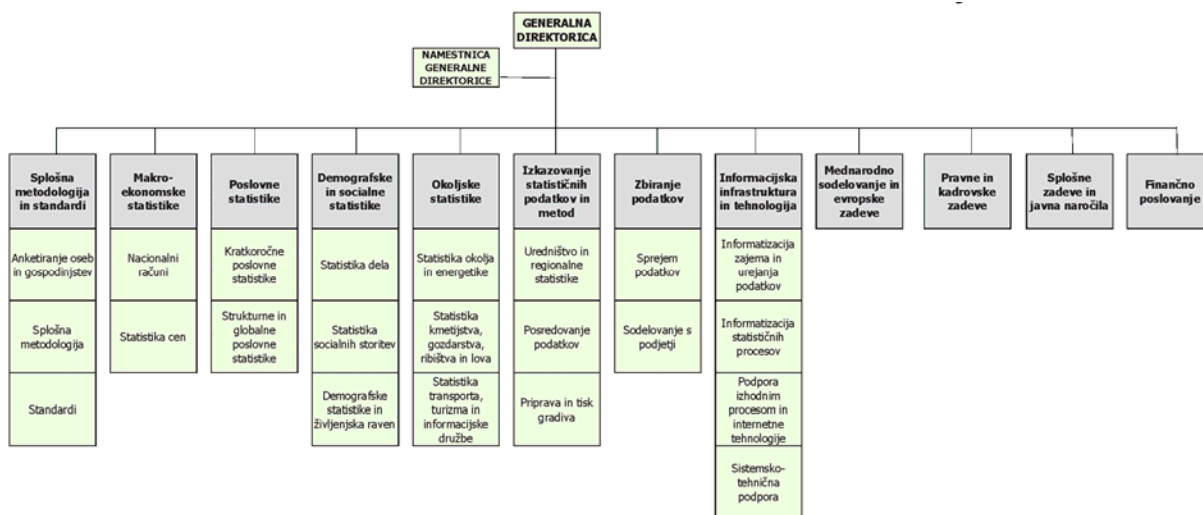 GENERALNA
DIREKTORICA
NAMESTNICA
GENERALNE
DIREKTORICE
Splošna
metodologija
in standardi
Makro-
ekonomske
statistike
Poslovne
statistike
Demografske
in socialne
statistike
Okoljske
statistike
Izkazovanje
statističnih
podatkov in
metod
Zbiranje
podatkov
Informacijska
infrastruktura
in tehnologija
Mednarodno
sodelovanje in
evropske
zadeve
Pravne in
kadrovske
zadeve
Splošne
zadeve in
javna naročila
Finančno
poslovanje
Anketiranje oseb
in gospodinjstev
Splošna
metodologija
Standardi
Nacionalni
računi
Statistika cen
Kratkoročne
poslovne
statistike
Strukturne in
globalne
poslovne
statistike
Statistika dela
Statistika
socialnih storitev
Demografske
statistike in
življenjska raven
Statistika okolja
in energetike
Statistika
kmetijstva,
gozdarstva,
ribištva in lova
Statistika
transporta,
turizma in
informacijske
družbe
Uredništvo in
regionalne
statistike
Posredovanje
podatkov
Priprava in tisk
gradiva
Sprejem
podatkov
Sodelovanje s
podjetji
Informatizacija
zajema in
urejanja
podatkov
Informatizacija
statističnih
procesov
Podpora
izhodnim
procesom in
internetne
tehnologije
Sistemsko-
tehnična
podpora